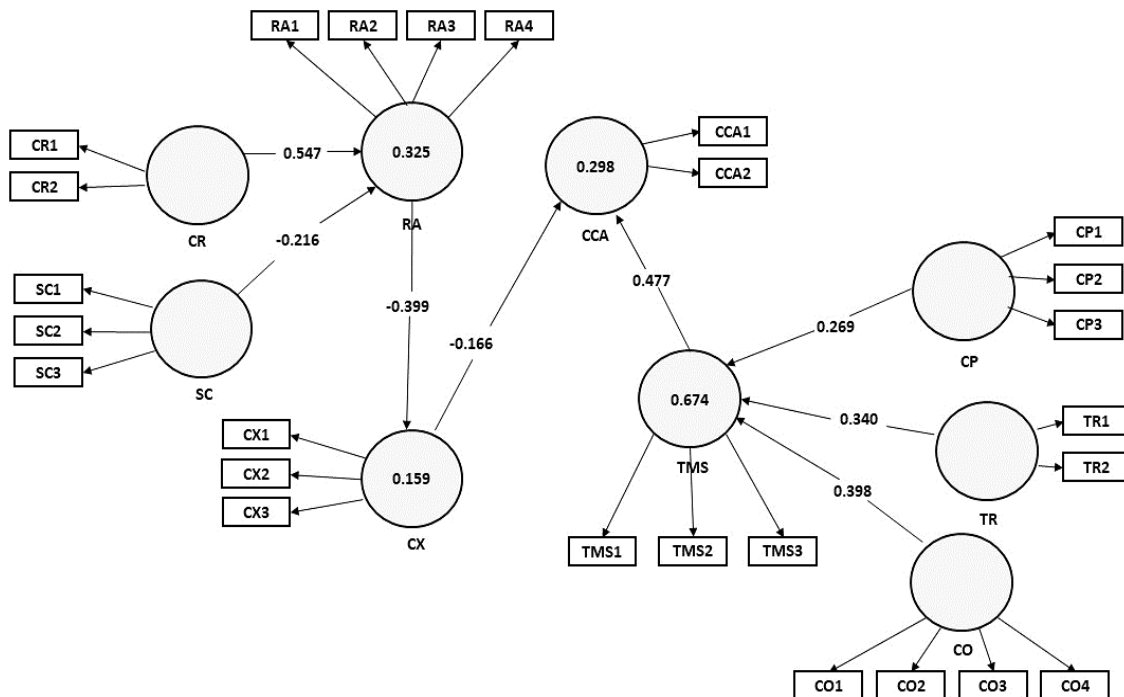 RA1 RA2 RA3 RA4
CR1
CR2
CR
0.547
0.325
RA
0.298
CCA
CCA1
CCA2
-0.216
SC1
SC2
SC3
SC
-0.399
-0.166
0.477
CP1
CP2
CP3
CP
0.269
0.674
TMS
0.340
TR1
TR2
TR
0.398
CX1
CX2
CX3
0.159
CX
TMS1 TMS2 TMS3
CO
CO1 CO2 CO3 CO4